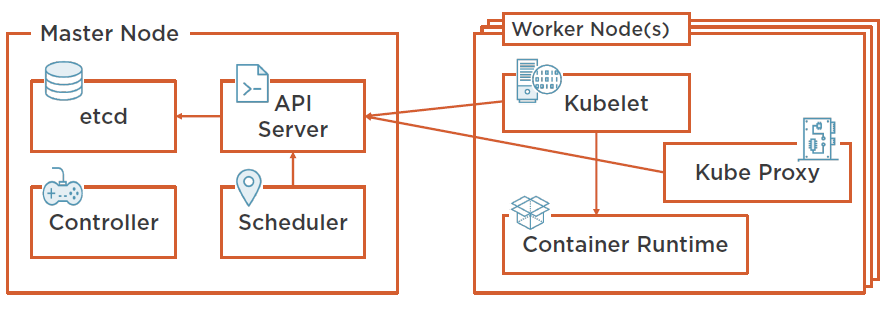 Master Node
etcd
API
Server
Controller
Scheduler
Worker Node(s)
Kubelet
Kube Proxy
Container Runtime